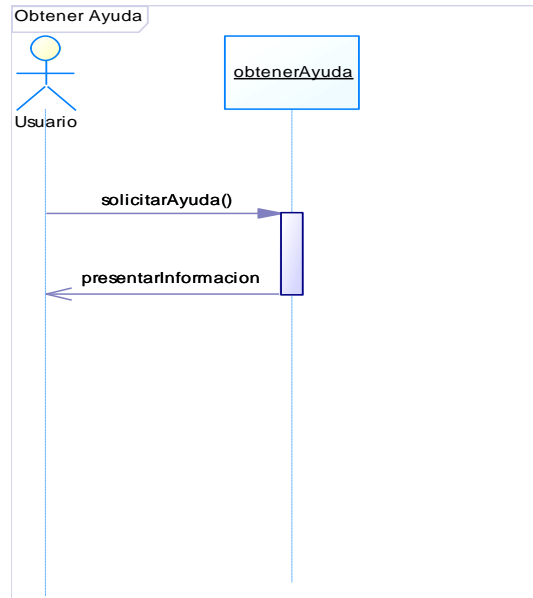 Obtener Ayuda
obtenerAyuda
Usuario
solicitarAyuda()
presentarInformacion